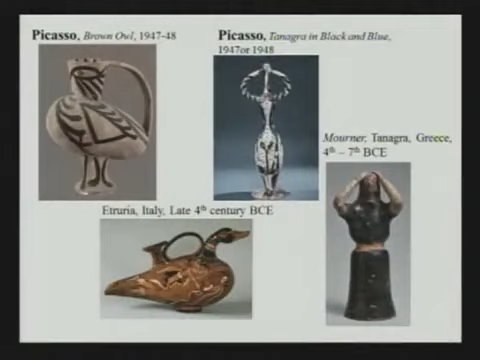 Picasso, Brown Owl, 1947-48
Picasso, Tanagra in Black and Blue,
1947or 1948
Mourner, Tanagra, Greece,
4th – 7th BCE
Etruria, Italy, Late 4th century BCE